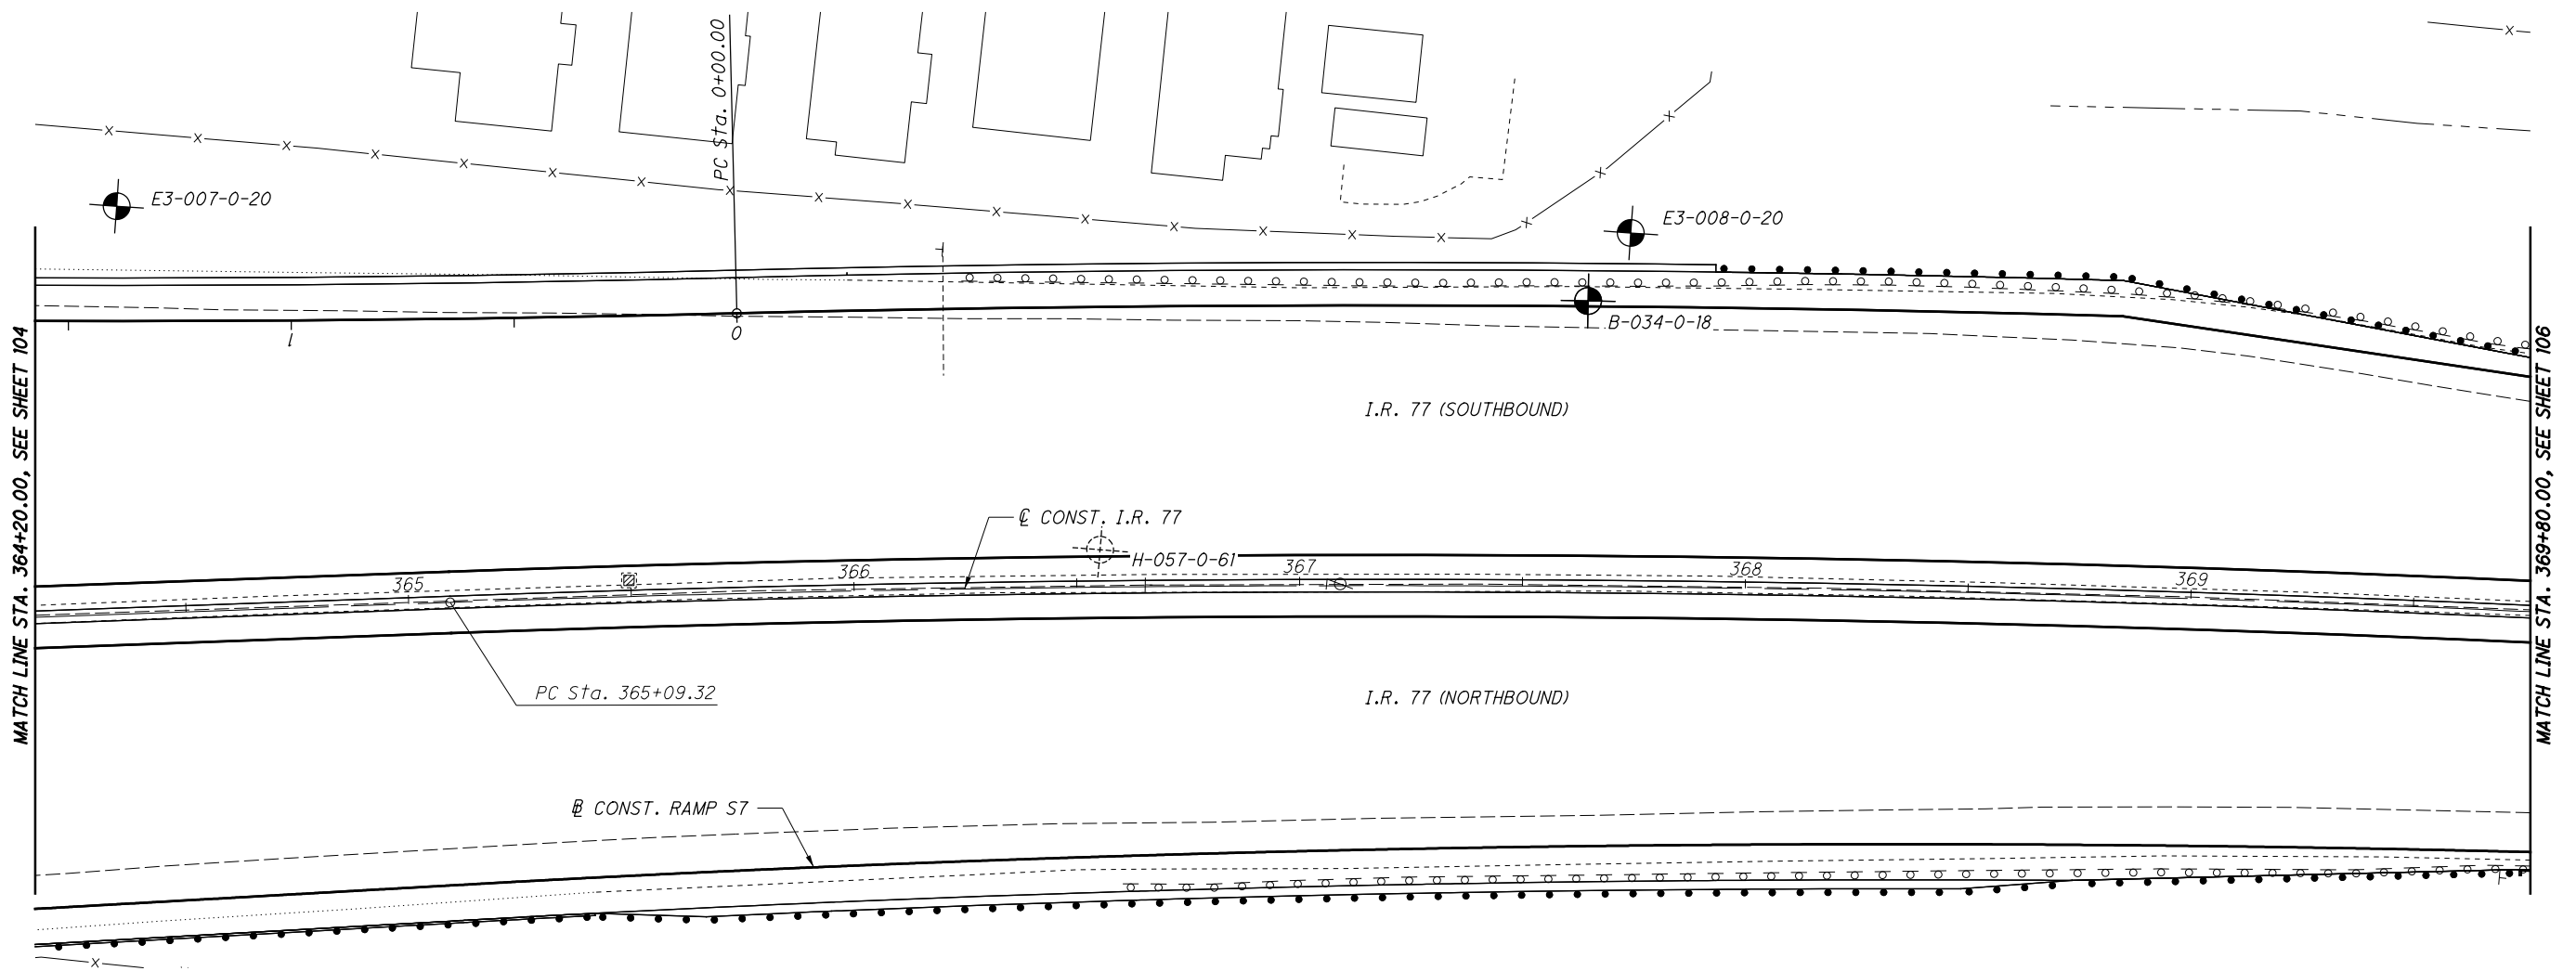 PC Sta. 0+00.00
E3-007-0-20
E3-008-0-20
B-034-0-18
1
0
MATCH LINE STA. 364+20.00, SEE SHEET 104
MATCH LINE STA. 369+80.00, SEE SHEET 106
I.R. 77 (SOUTHBOUND)
℄ CONST. I.R. 77
H-057-0-61
365
366
367
368
369
PC Sta. 365+09.32
I.R. 77 (NORTHBOUND)
BL CONST. RAMP S7